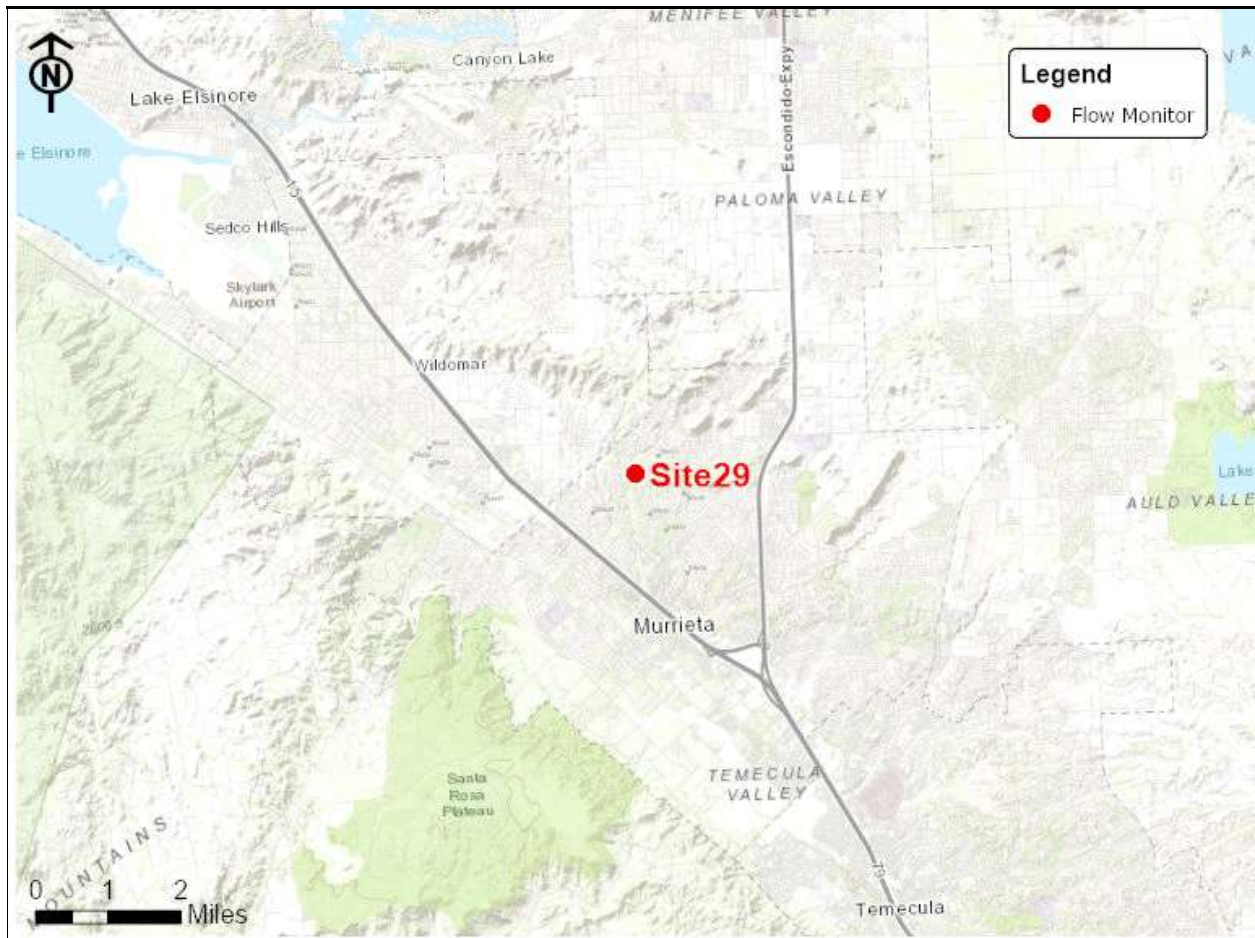 MENIFEE VALLEY
N
Canyon Lake
Legend
Flow Monitor
Lake Elsinore
Escondido Expy
e Elsinore
15
PALOMA VALLEY
Sedco Hills
Skylark
Airport
Wildomar
Site29
Lake
AULD VALLE
Murrieta
Santa
Rosa
Plateau
TEMECULA
VALLEY
MOUNTAINS
79
0 1 2
Miles
Temecula